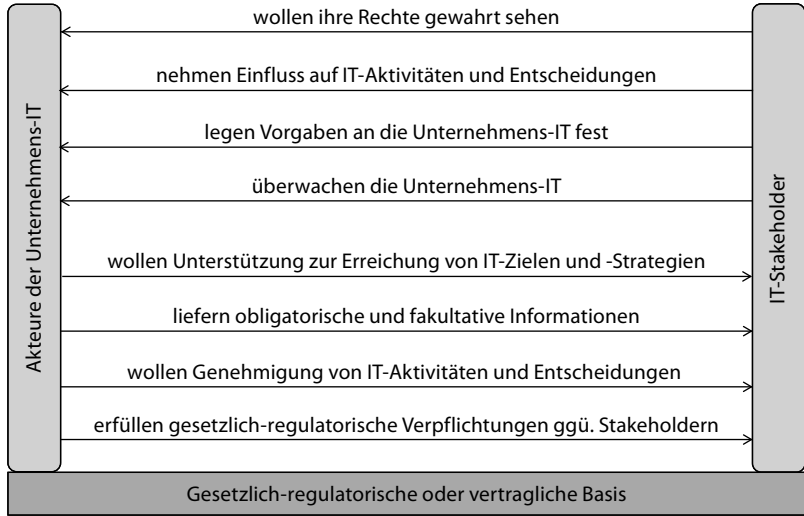 wollen ihre Rechte gewahrt sehen
nehmen Einfluss auf IT-Aktivitäten und Entscheidungen
legen Vorgaben an die Unternehmens-IT fest
überwachen die Unternehmens-IT
Akteure der Unternehmens-IT
IT-Stakeholder
wollen Unterstützung zur Erreichung von IT-Zielen und -Strategien
liefern obligatorische und fakultative Informationen
wollen Genehmigung von IT-Aktivitäten und Entscheidungen
erfüllen gesetzlich-regulatorische Verpflichtungen ggü. Stakeholdern
Gesetzlich-regulatorische oder vertragliche Basis